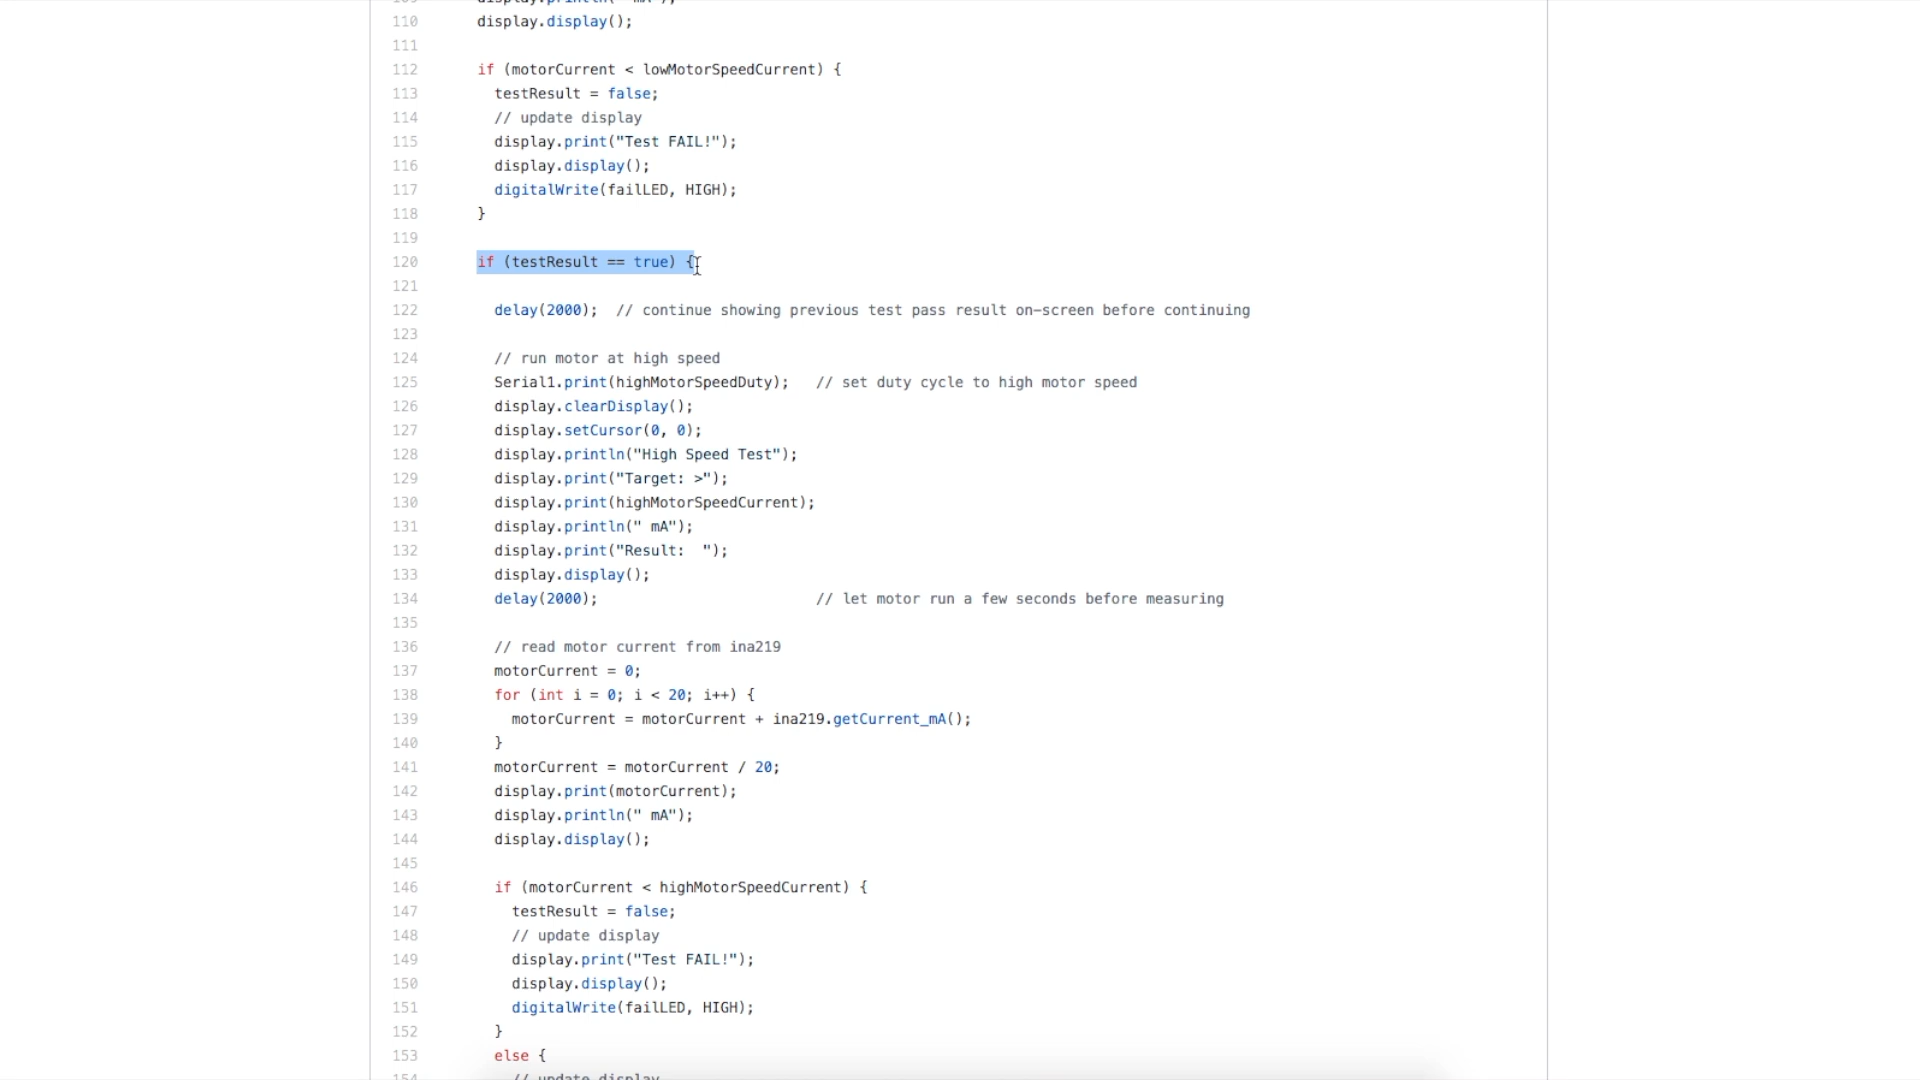 display.println(" mA");
110 display.display();
111
112 if (motorCurrent < lowMotorSpeedCurrent) {
113 testResult = false;
114 // update display
115 display.print("Test FAIL!");
116 display.display();
117 digitalWrite(failLED, HIGH);
118 }
119
120 if (testResult == true) {
121
122 delay(2000);  // continue showing previous test pass result on-screen before continuing
123
124 // run motor at high speed
125 Serial1.print(highMotorSpeedDuty);   // set duty cycle to high motor speed
126 display.clearDisplay();
127 display.setCursor(0, 0);
128 display.println("High Speed Test");
129 display.print("Target: >");
130 display.print(highMotorSpeedCurrent);
131 display.println(" mA");
132 display.print("Result:  ");
133 display.display();
134 delay(2000);                         // let motor run a few seconds before measuring
135
136 // read motor current from ina219
137 motorCurrent = 0;
138 for (int i = 0; i < 20; i++) {
139 motorCurrent = motorCurrent + ina219.getCurrent_mA();
140 }
141 motorCurrent = motorCurrent / 20;
142 display.print(motorCurrent);
143 display.println(" mA");
144 display.display();
145
146 if (motorCurrent < highMotorSpeedCurrent) {
147 testResult = false;
148 // update display
149 display.print("Test FAIL!");
150 display.display();
151 digitalWrite(failLED, HIGH);
152 }
153 else {
154 // update display